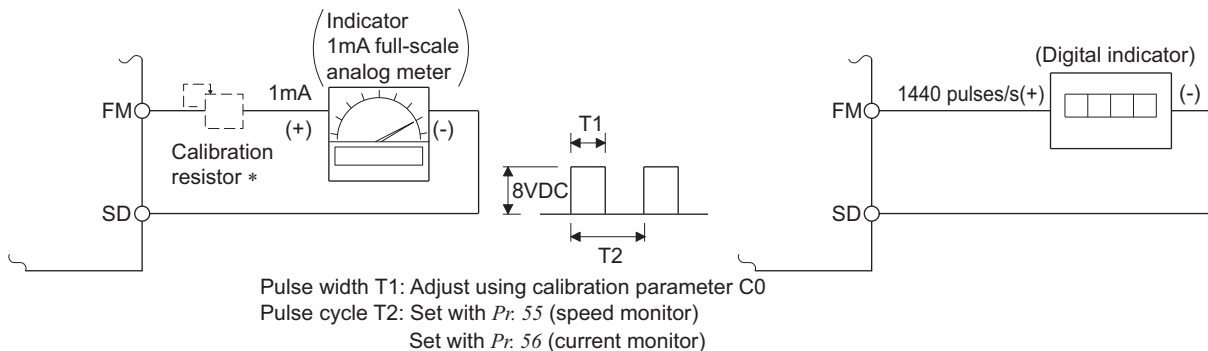 Indicator
1mA full-scale
analog meter
FM
1mA
(+)
(-)
Calibration
resistor *
SD
8VDC
T1
T2
(Digital indicator)
FM
1440 pulses/s(+)
(-)
SD
Pulse width T1: Adjust using calibration parameter C0
Pulse cycle T2: Set with Pr. 55 (speed monitor)
Set with Pr. 56 (current monitor)